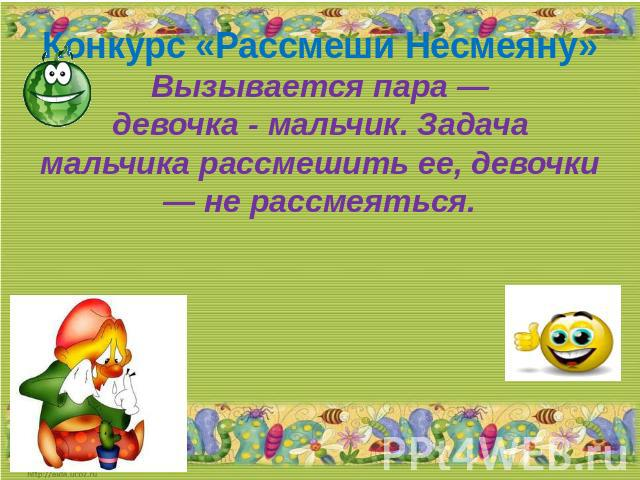 Конкурс «Рассмеши Несмеяну»
Вызывается пара —
девочка - мальчик. Задача
мальчика рассмешить ее, девочки
— не рассмеяться.
PPt4WEB.ru